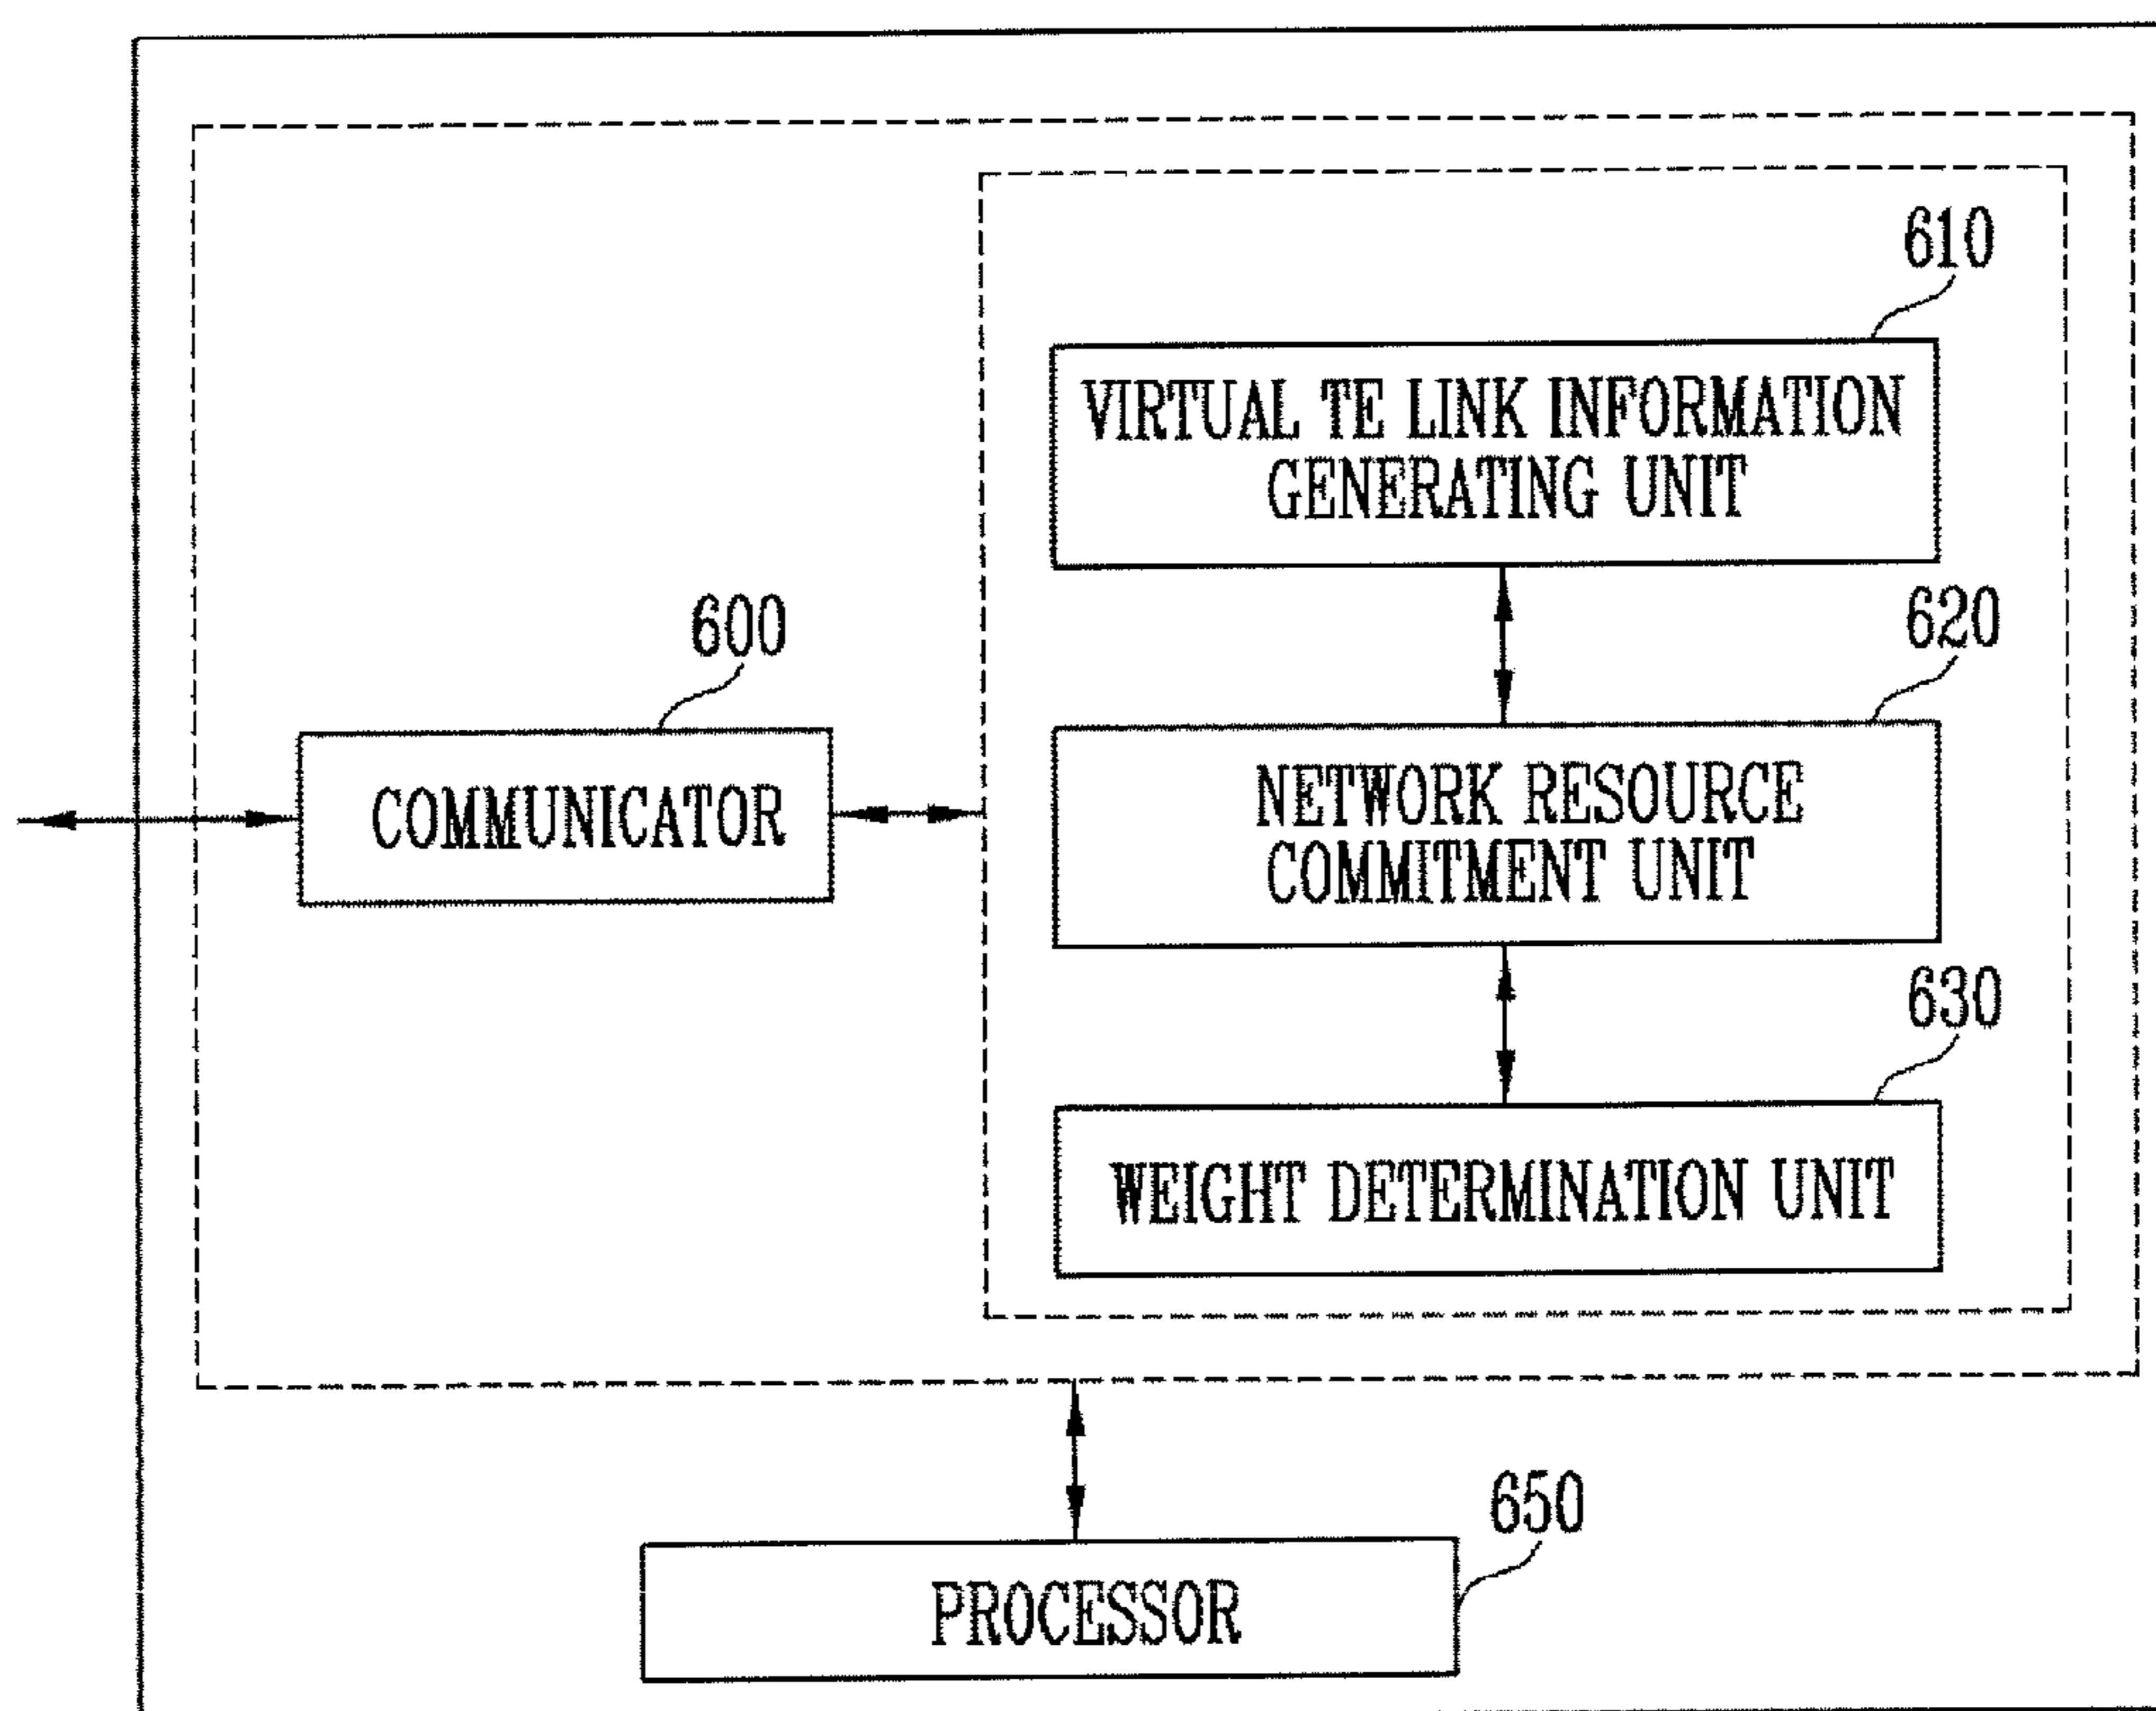 610
VIRTUAL TE LINK INFORMATION
GENERATING UNIT
600
620
COMMUNICATOR
NETWORK RESOURCE
COMMITMENT UNIT
630
WEIGHT DETERMINATION UNIT
650
PROCESSOR